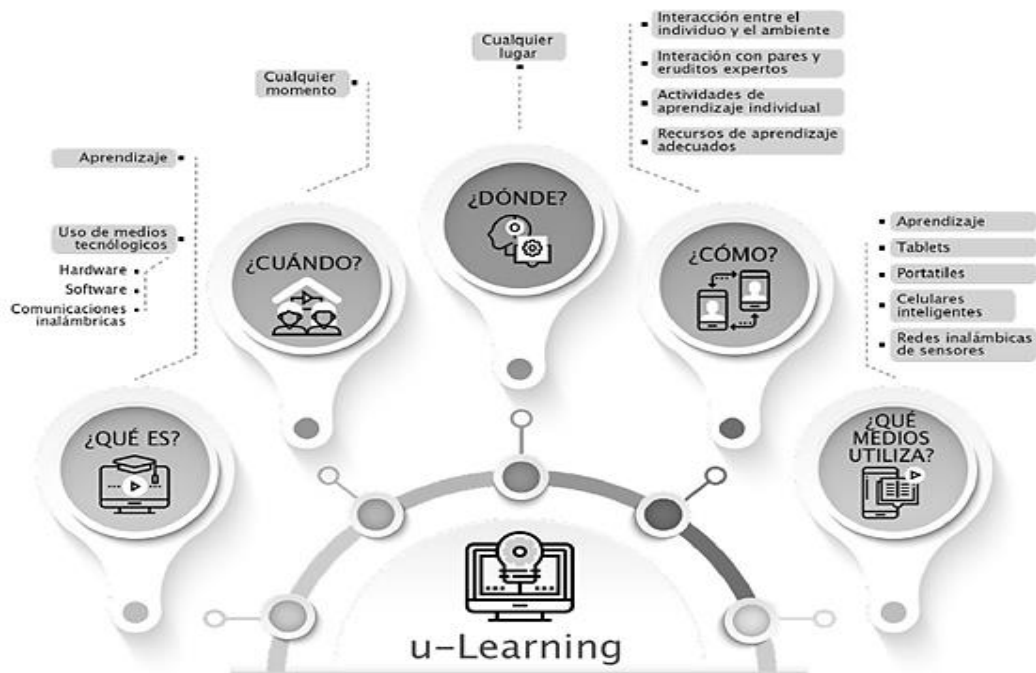 Aprendizaje
Uso de medios
tecnólogicos
Hardware
Software
Comunicaciones
inalámbricas
¿QUÉ ES?
Cualquier
momento
¿CUÁNDO?
Cualquier
lugar
¿DÓNDE?
Interacción entre el
individuo y el ambiente
Interación con pares y
eruditos expertos
Actividades de
aprendizaje individual
Recursos de aprendizaje
adecuados
¿CÓMO?
Aprendizaje
Tablets
Portatiles
Celulares
inteligentes
Redes inalámbicas
de sensores
¿QUÉ
MEDIOS
UTILIZA?
u-Learning